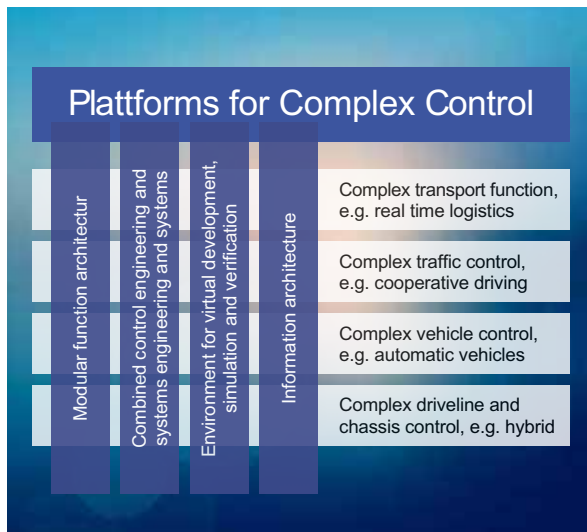 Plattforms for Complex Control
Modular function architectur
Combined control engineering and
systems engineering and systems
Environment for virtual development,
simulation and verification
Information architecture
Complex transport function,
e.g. real time logistics
Complex traffic control,
e.g. cooperative driving
Complex vehicle control,
e.g. automatic vehicles
Complex driveline and
chassis control, e.g. hybrid